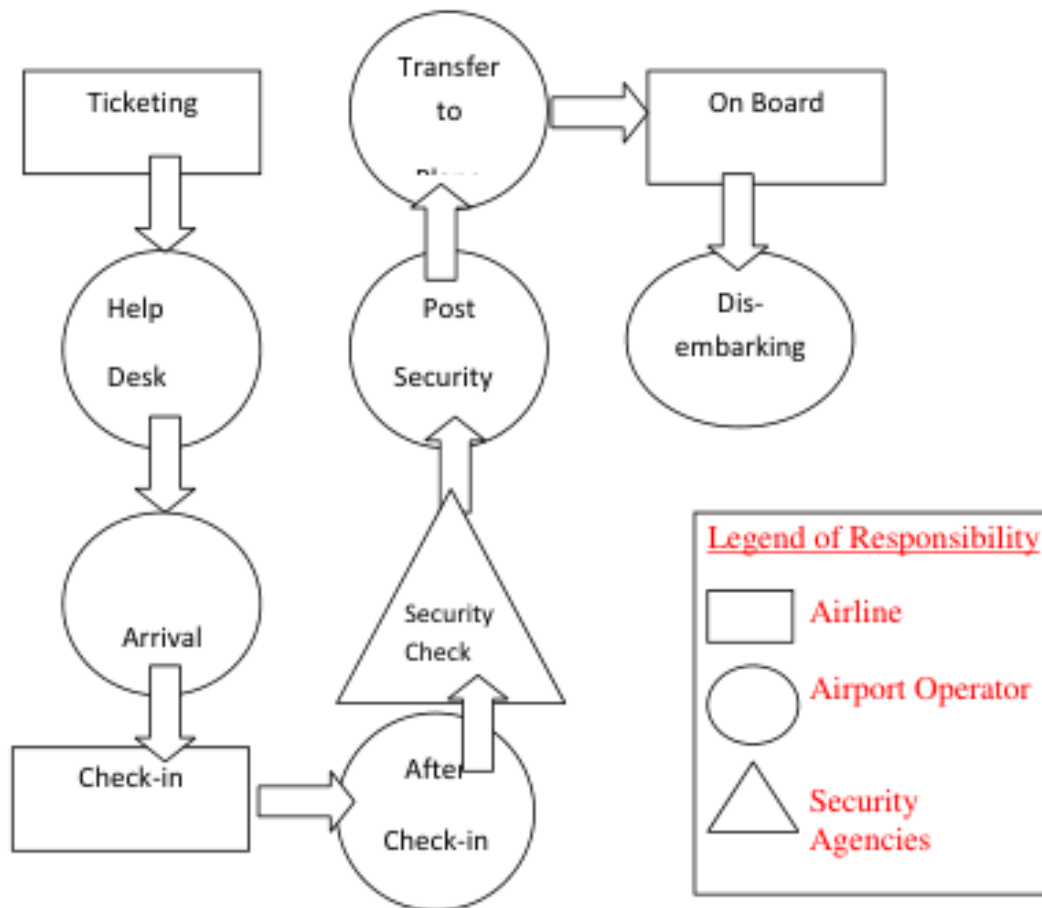 Ticketing
Help
Desk
Arrival
Check-in
After
Check-in
Security
Check
Post
Security
Transfer
to
On Board
Dis-
embarking
Legend of Responsibility
Airline
Airport Operator
Security
Agencies